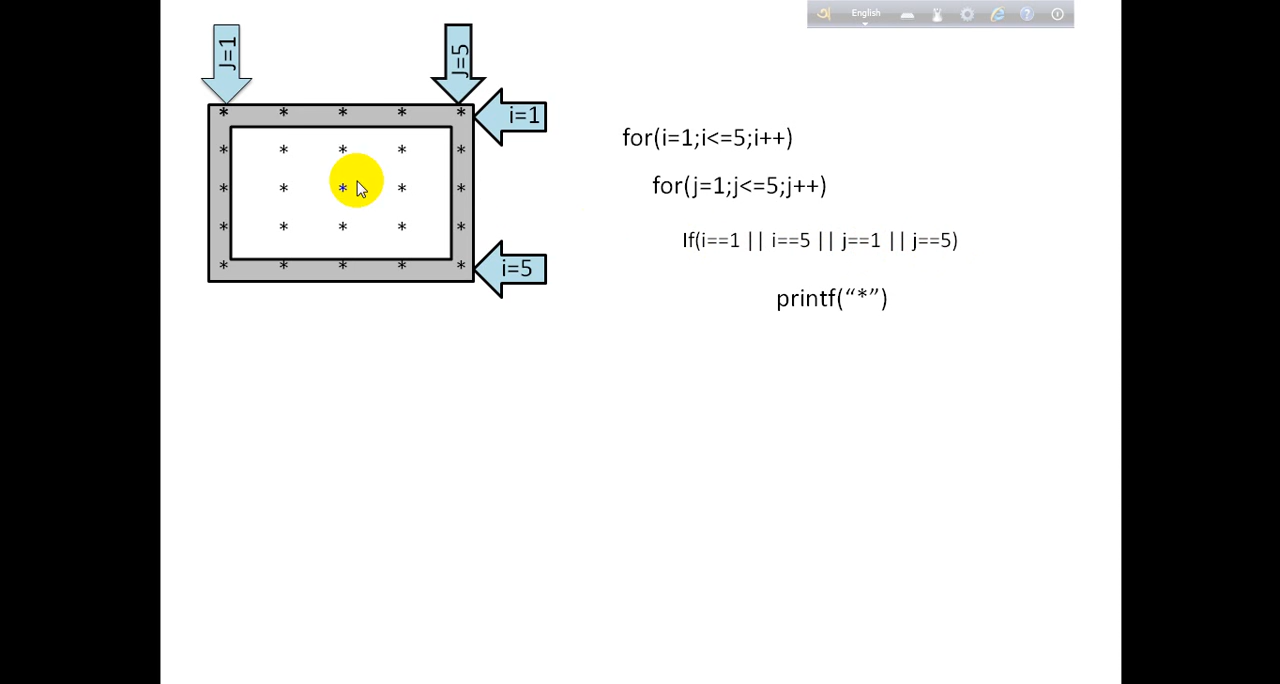 অ English
J=1
J=5
* * * * * i=1
* * * * *
* * * * *
* * * * *
* * * * * i=5
for(i=1;i<=5;i++)
for(j=1;j<=5;j++)
If(i==1 || i==5 || j==1 || j==5)
printf(“*”)